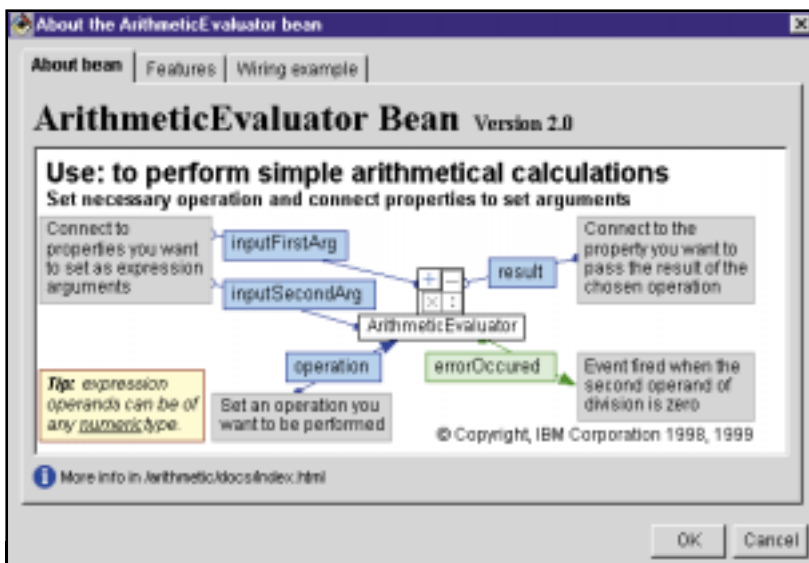 About the ArithmeticEvaluator bean
About bean
Features
Wiring example
ArithmeticEvaluator Bean Version 2.0
Use: to perform simple arithmetical calculations
Set necessary operation and connect properties to set arguments
Connect to
properties you want
to set as expression
arguments
inputFirstArg
inputSecondArg
+ −
× :
ArithmeticEvaluator
result
Connect to the
property you want to
pass the result of the
chosen operation
operation
errorOccured
Tip: expression
operands can be of
any numeric type.
Set an operation you
want to be performed
Event fired when the
second operand of
division is zero
© Copyright, IBM Corporation 1998, 1999
More info in /arithmetic/docs/index.html
OK
Cancel